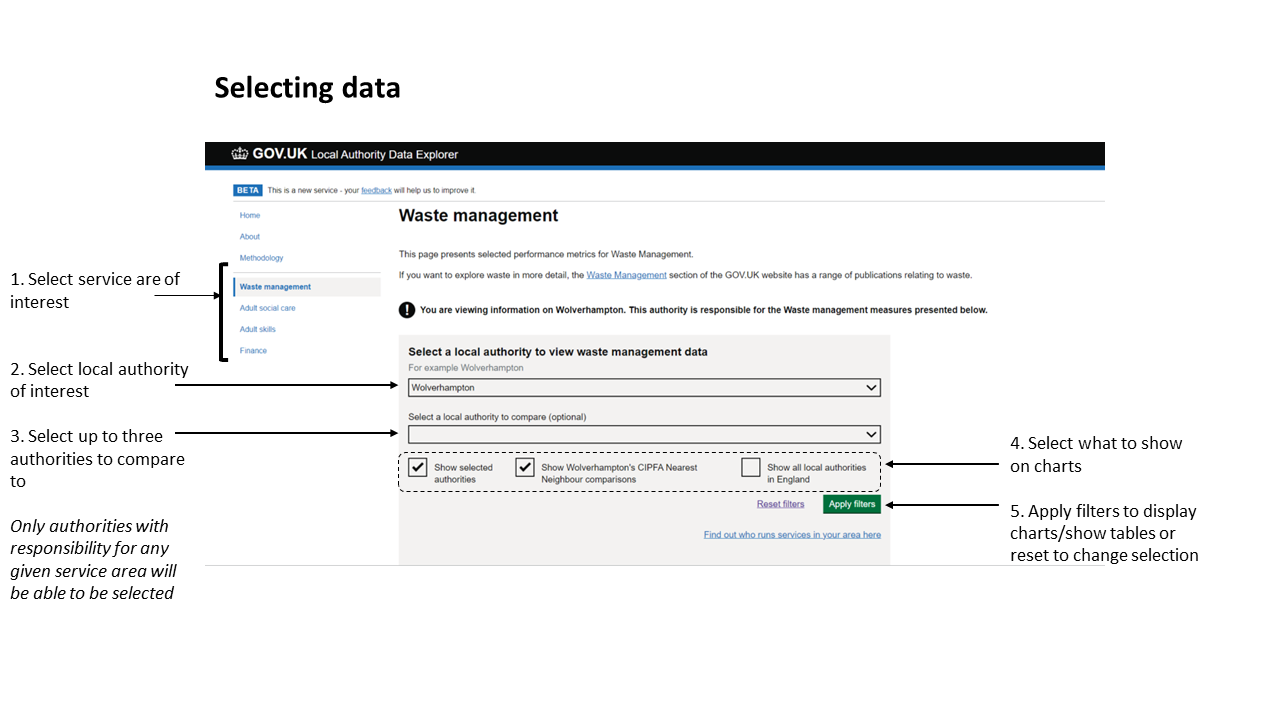 Selecting data
GOV.UK Local Authority Data Explorer
BETA This is a new service - your feedback will help us to improve it.
Home
About
Methodology
Waste management
Adult social care
Adult skills
Finance
Waste management
This page presents selected performance metrics for Waste Management.
If you want to explore waste in more detail, the Waste Management section of the GOV.UK website has a range of publications relating to waste.
! You are viewing information on Wolverhampton. This authority is responsible for the Waste management measures presented below.
Select a local authority to view waste management data
For example Wolverhampton
Wolverhampton
Select a local authority to compare (optional)
Show selected
authorities
Show Wolverhampton's CIPFA Nearest
Neighbour comparisons
Show all local authorities
in England
Reset filters
Apply filters
Find out who runs services in your area here
1. Select service are of
interest
2. Select local authority
of interest
3. Select up to three
authorities to compare
to
Only authorities with
responsibility for any
given service area will
be able to be selected
4. Select what to show
on charts
5. Apply filters to display
charts/show tables or
reset to change selection